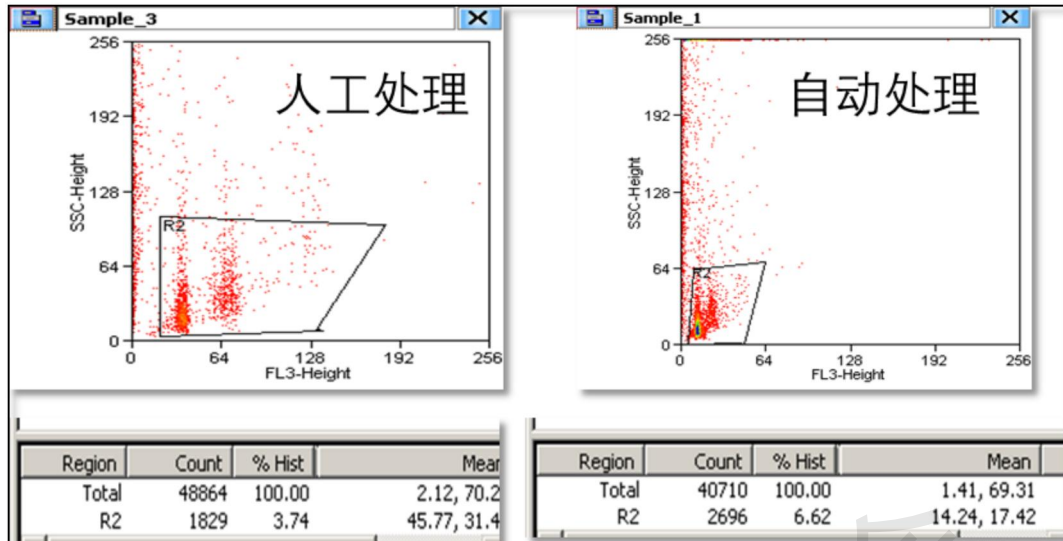 Sample_3
人工处理
256
192
128
64
0
SSC-Height
R2
0 64 128 192 256
FL3-Height
Sample_1
自动处理
256
192
128
64
0
SSC-Height
R2
0 64 128 192 256
FL3-Height
Region Count % Hist Mear
Total 48864 100.00 2.12, 70.2
R2 1829 3.74 45.77, 31.4
Region Count % Hist Mean
Total 40710 100.00 1.41, 69.31
R2 2696 6.62 14.24, 17.42